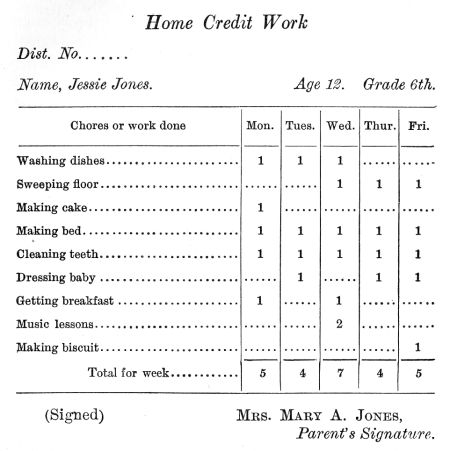 Home Credit Work
Dist. No.......
Name, Jessie Jones. Age 12. Grade 6th.
Chores or work done Mon. Tues. Wed. Thur. Fri.
Washing dishes........................ 1 1 1 ...... ......
Sweeping floor........................ ...... ...... 1 1 1
Making cake........................... 1 ...... ...... ...... ......
Making bed............................ 1 1 1 1 1
Cleaning teeth........................ 1 1 1 1 1
Dressing baby ........................ ...... 1 ...... 1 1
Getting breakfast .................... 1 ...... 1 ...... ......
Music lessons......................... ...... ...... 2 ...... ......
Making biscuit........................ ...... ...... ...... ...... 1
Total for week............ 5 4 7 4 5
(Signed) Mrs. Mary A. Jones,
Parent's Signature.